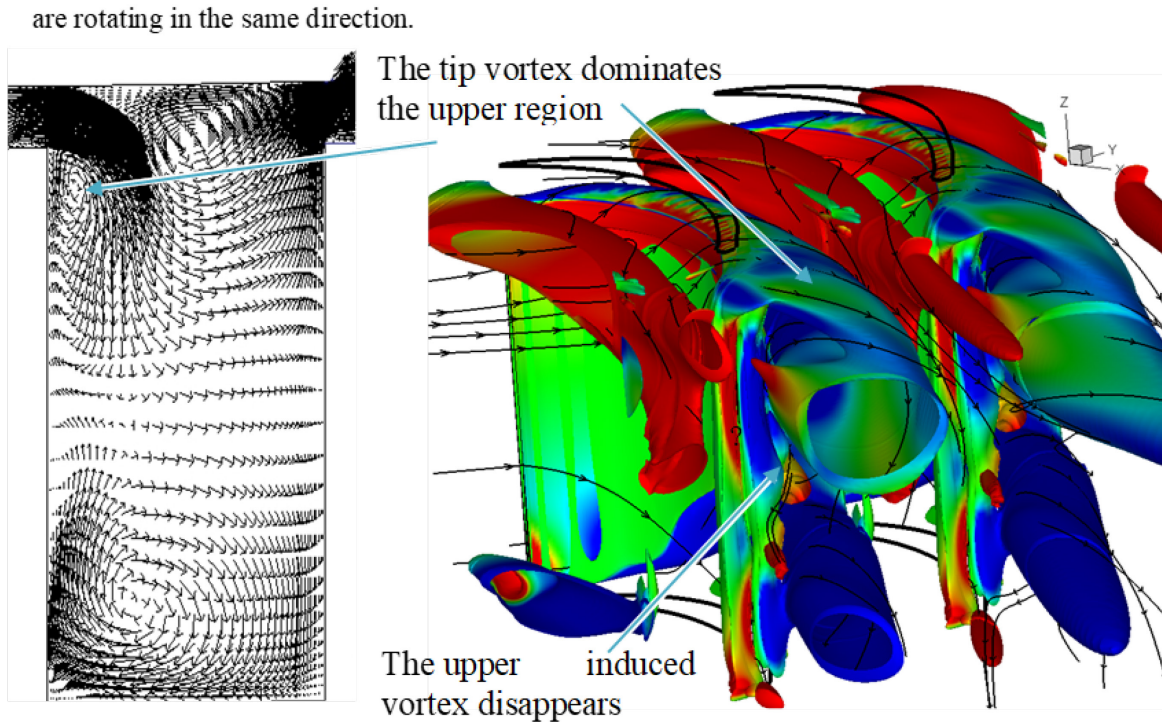 are rotating in the same direction.
The tip vortex dominates
the upper region
Z
Y
X
?
The upper induced
vortex disappears